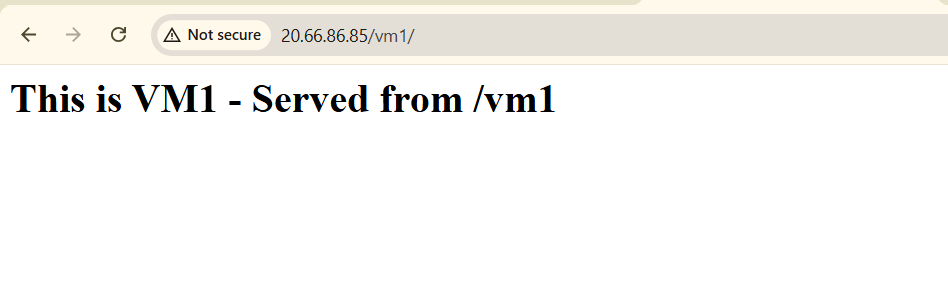 Not secure 20.66.86.85/vm1/
This is VM1 - Served from /vm1